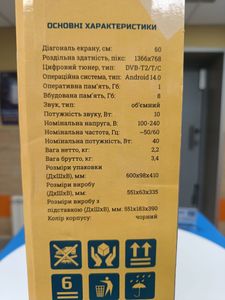 ОСНОВНІ ХАРАКТЕРИСТИКИ
Діагональ екрану, см: 60
Роздільна здатність, пікс: 1366x768
Цифровий тюнер, тип: DVB-T2/T/C
Операційна система, тип: Android 14.0
Оперативна пам'ять, Гб: 1
Вбудована пам'ять, Гб: 8
Звук, тип: об'ємний
Потужність звуку, Вт: 10
Номінальна напруга, В: 100-240
Номінальна частота, Гц: ~50/60
Номінальна потужність, Вт: 40
Вага нетто, кг: 2,2
Вага брутто, кг: 3,4
Розміри упаковки
(ДхШхВ), мм: 600x98x410
Розміри виробу
(ДхШхВ), мм: 551x63x335
Розміри виробу з
підставкою (ДхШхВ), мм: 551x183x390
Колір корпусу: чорний
6